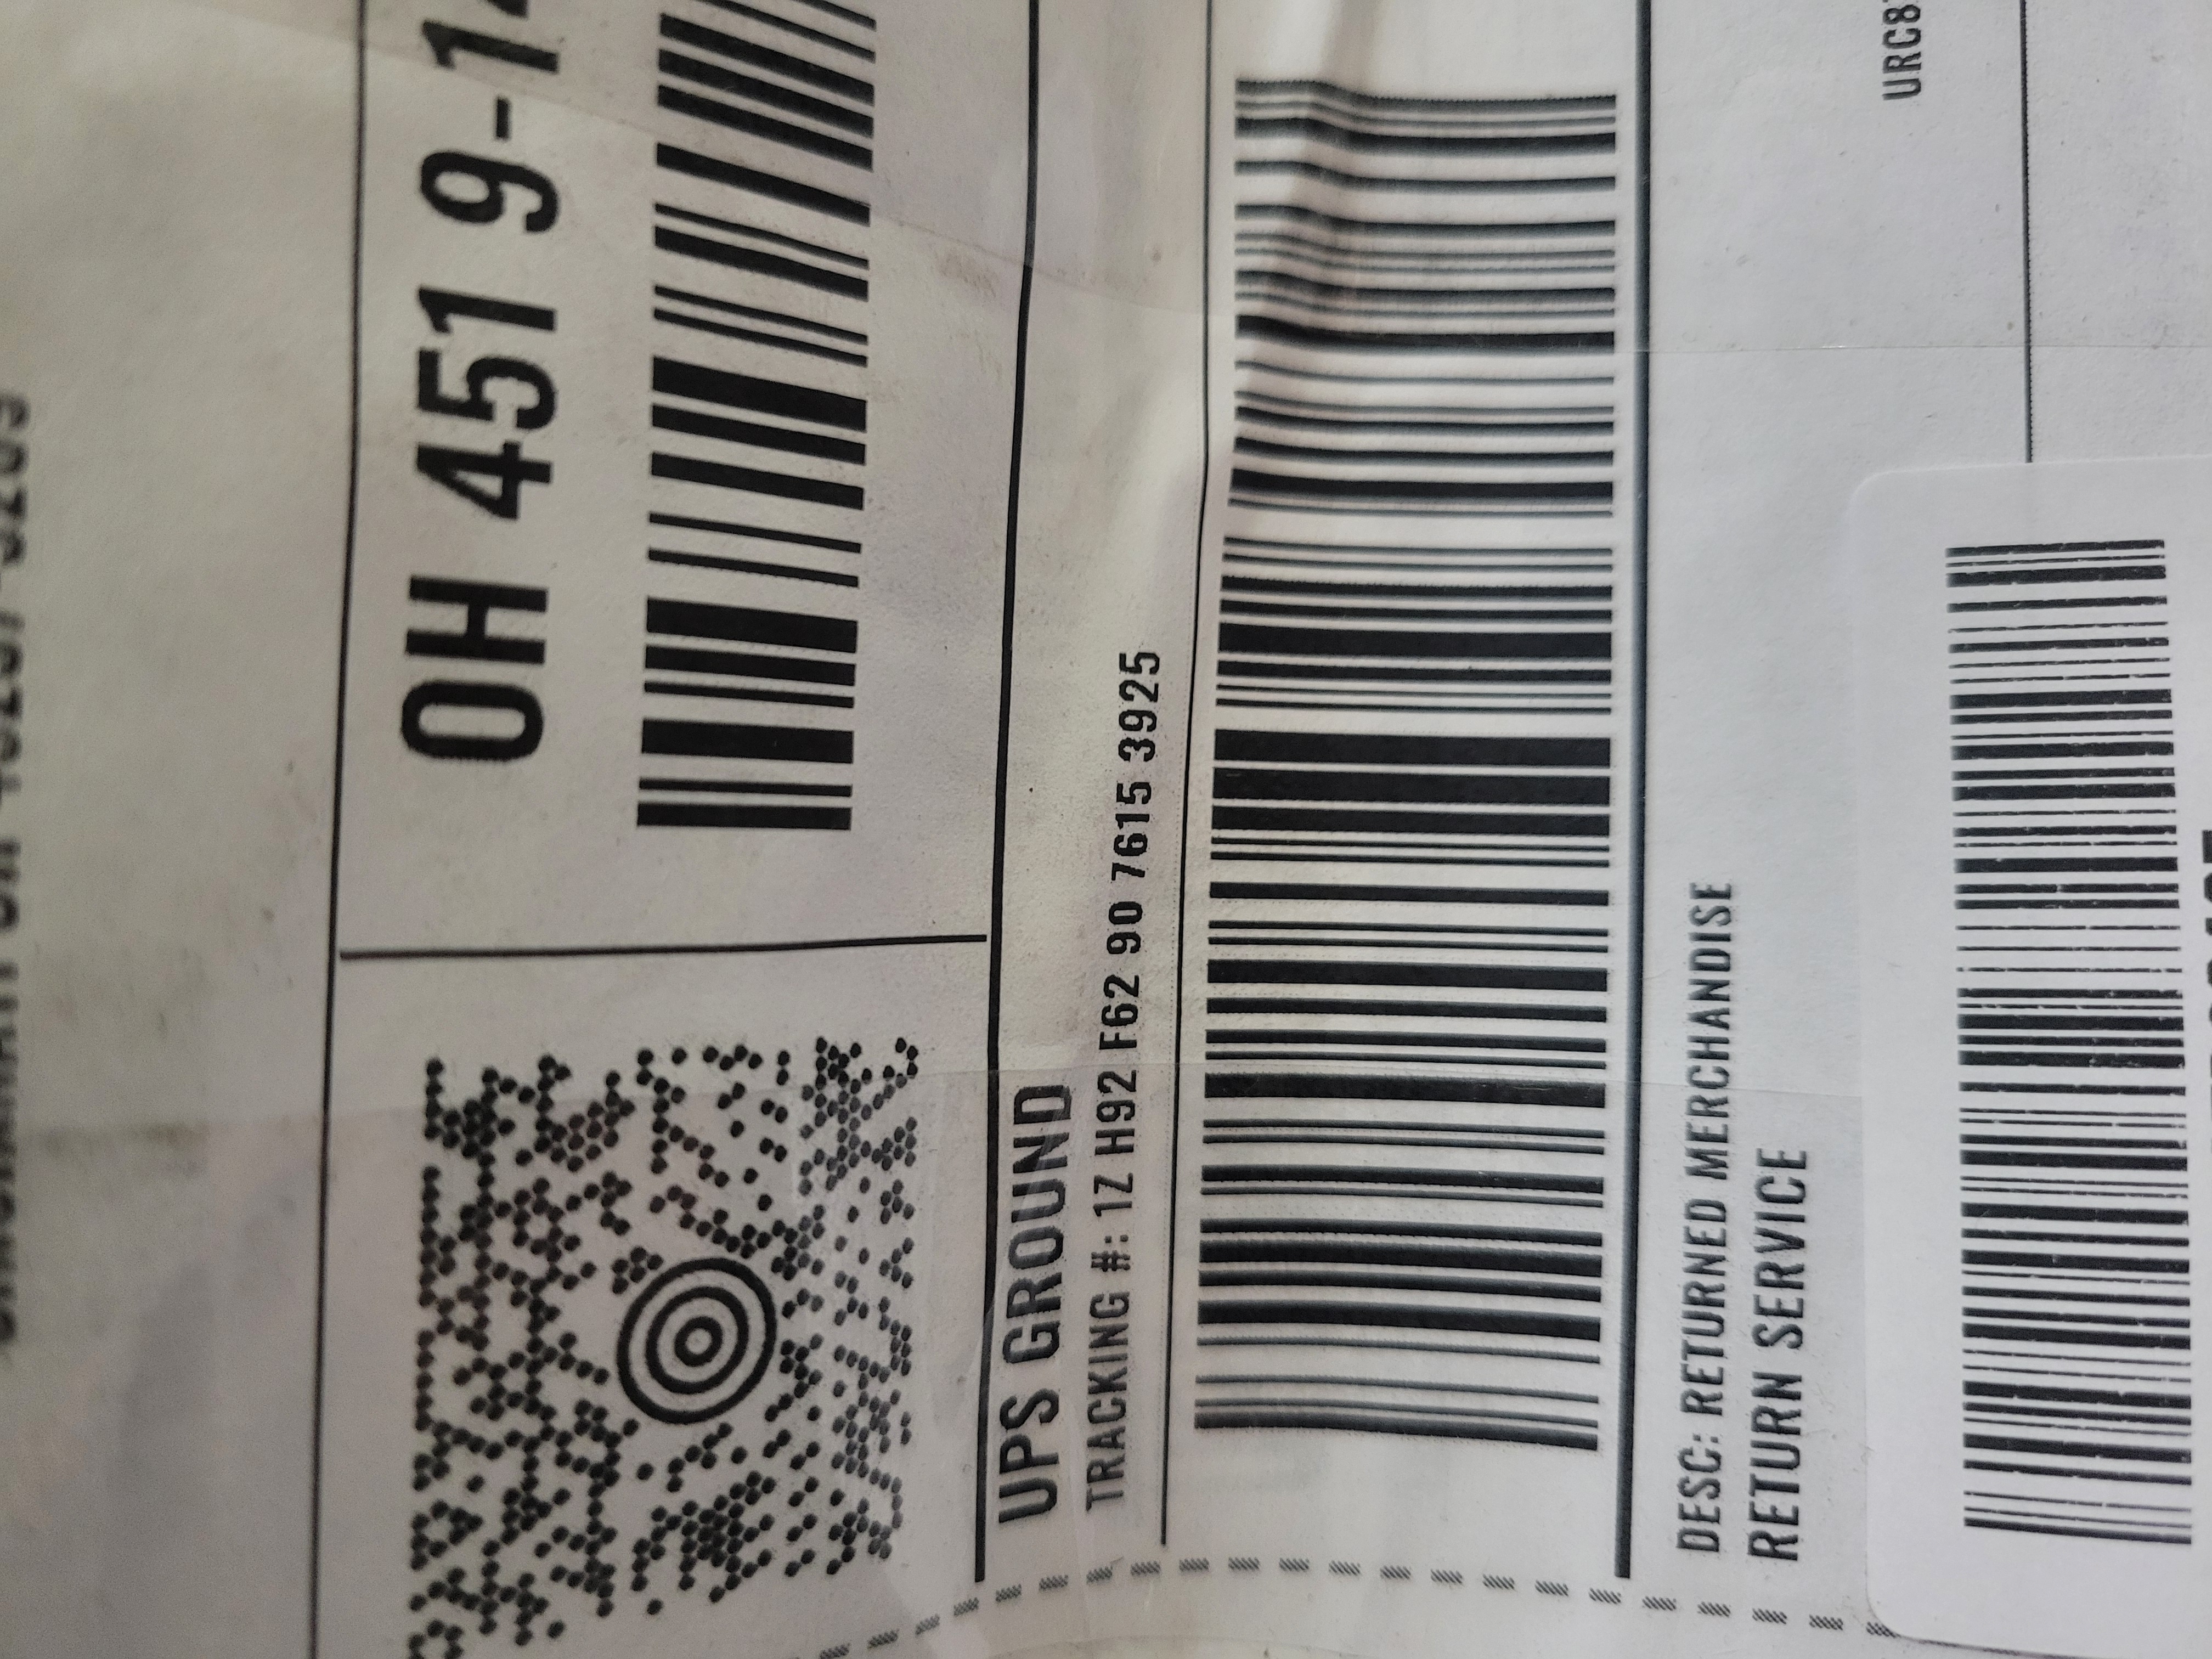 OH 451 9-1
UPS GROUND
TRACKING #: 1Z H92 F62 90 7615 3925
DESC: RETURNED MERCHANDISE
RETURN SERVICE